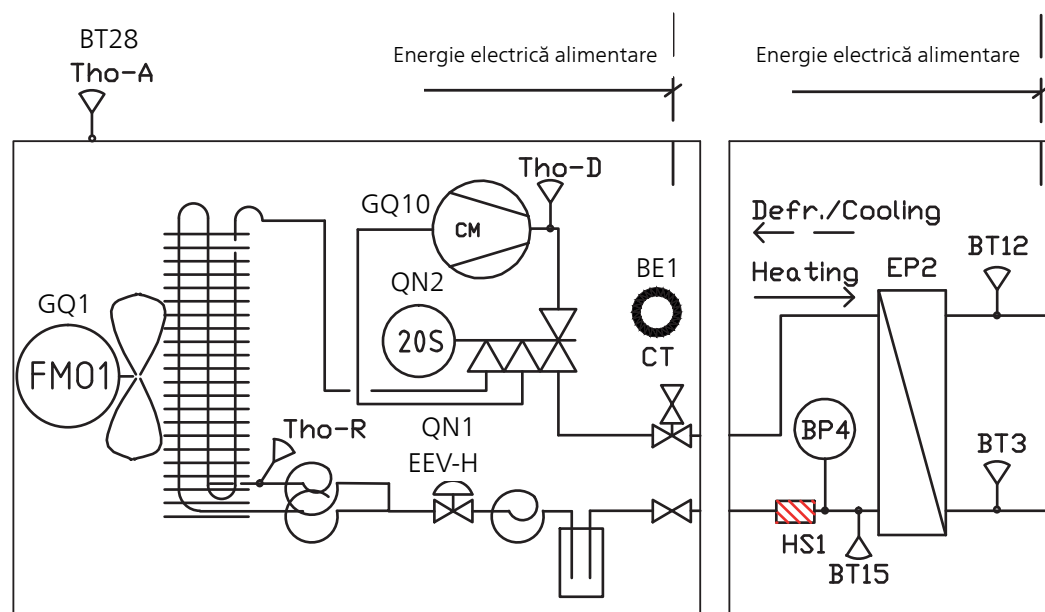 BT28
Tho-A
Energie electrică alimentare
Energie electrică alimentare
Tho-D
GQ10
CM
Defr./Cooling
BT12
BE1
Heating
EP2
QN2
GQ1
20S
CT
FM01
Tho-R
QN1
EEV-H
BP4
BT3
HS1
BT15